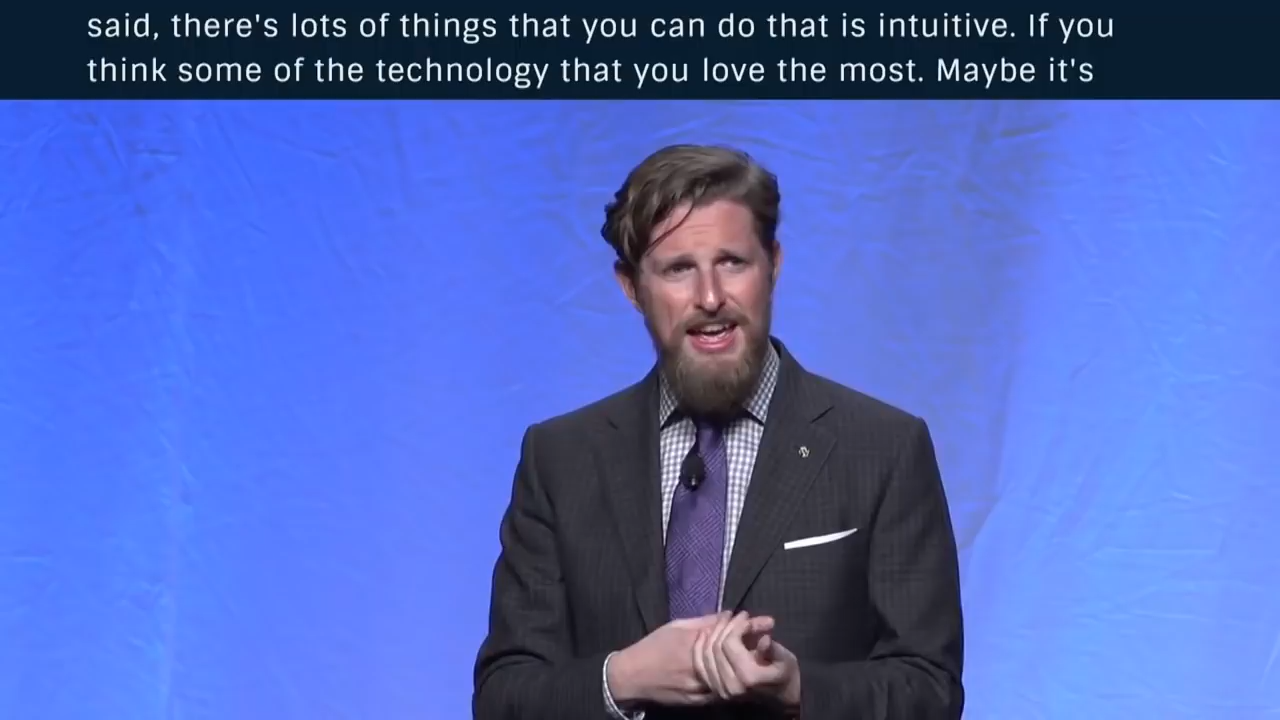 said, there's lots of things that you can do that is intuitive. If you
think some of the technology that you love the most. Maybe it's